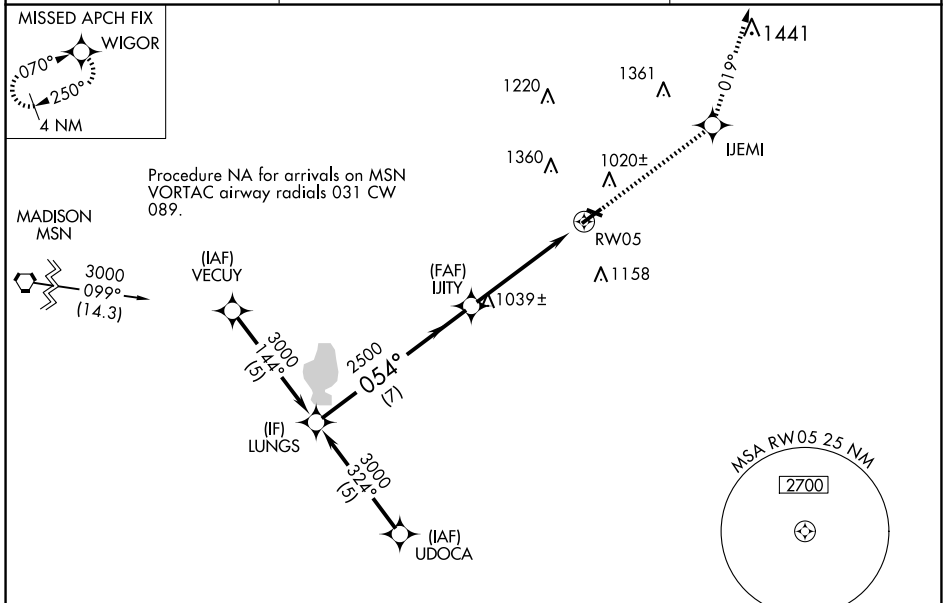 MISSED APCH FIX
WIGOR
070°
250°
4 NM
1441
019°
1220
1361
IJEMI
1360
1020±
Procedure NA for arrivals on MSN
VORTAC airway radials 031 CW
089.
MADISON
MSN
3000
099°
(14.3)
RW05
1158
(IAF)
VECUY
(FAF)
IJITY
1039±
3000
144°
(5)
2500
054°
(7)
(IF)
LUNGS
3000
324°
(5)
(IAF)
UDOCA
MSA RW05 25 NM
2700